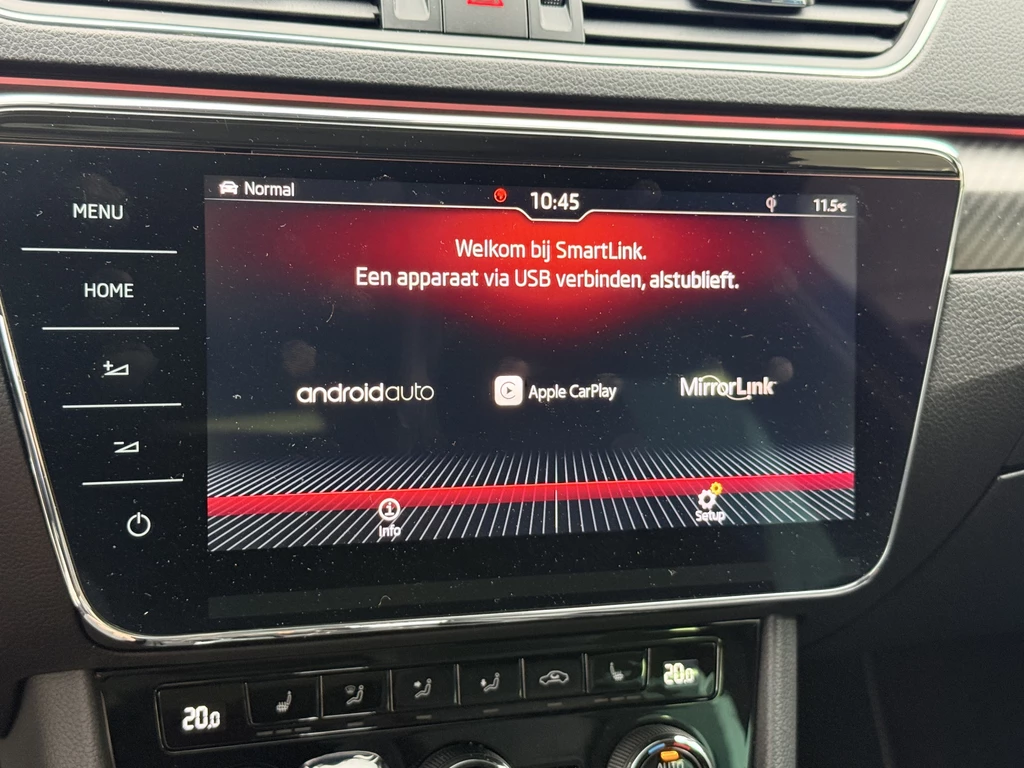 Normal
10:45
11.5°C
MENU
HOME
Welkom bij SmartLink.
Een apparaat via USB verbinden, alstublieft.
androidauto
Apple CarPlay
MirrorLink
Info
Setup
20.0
20.0
AUTO